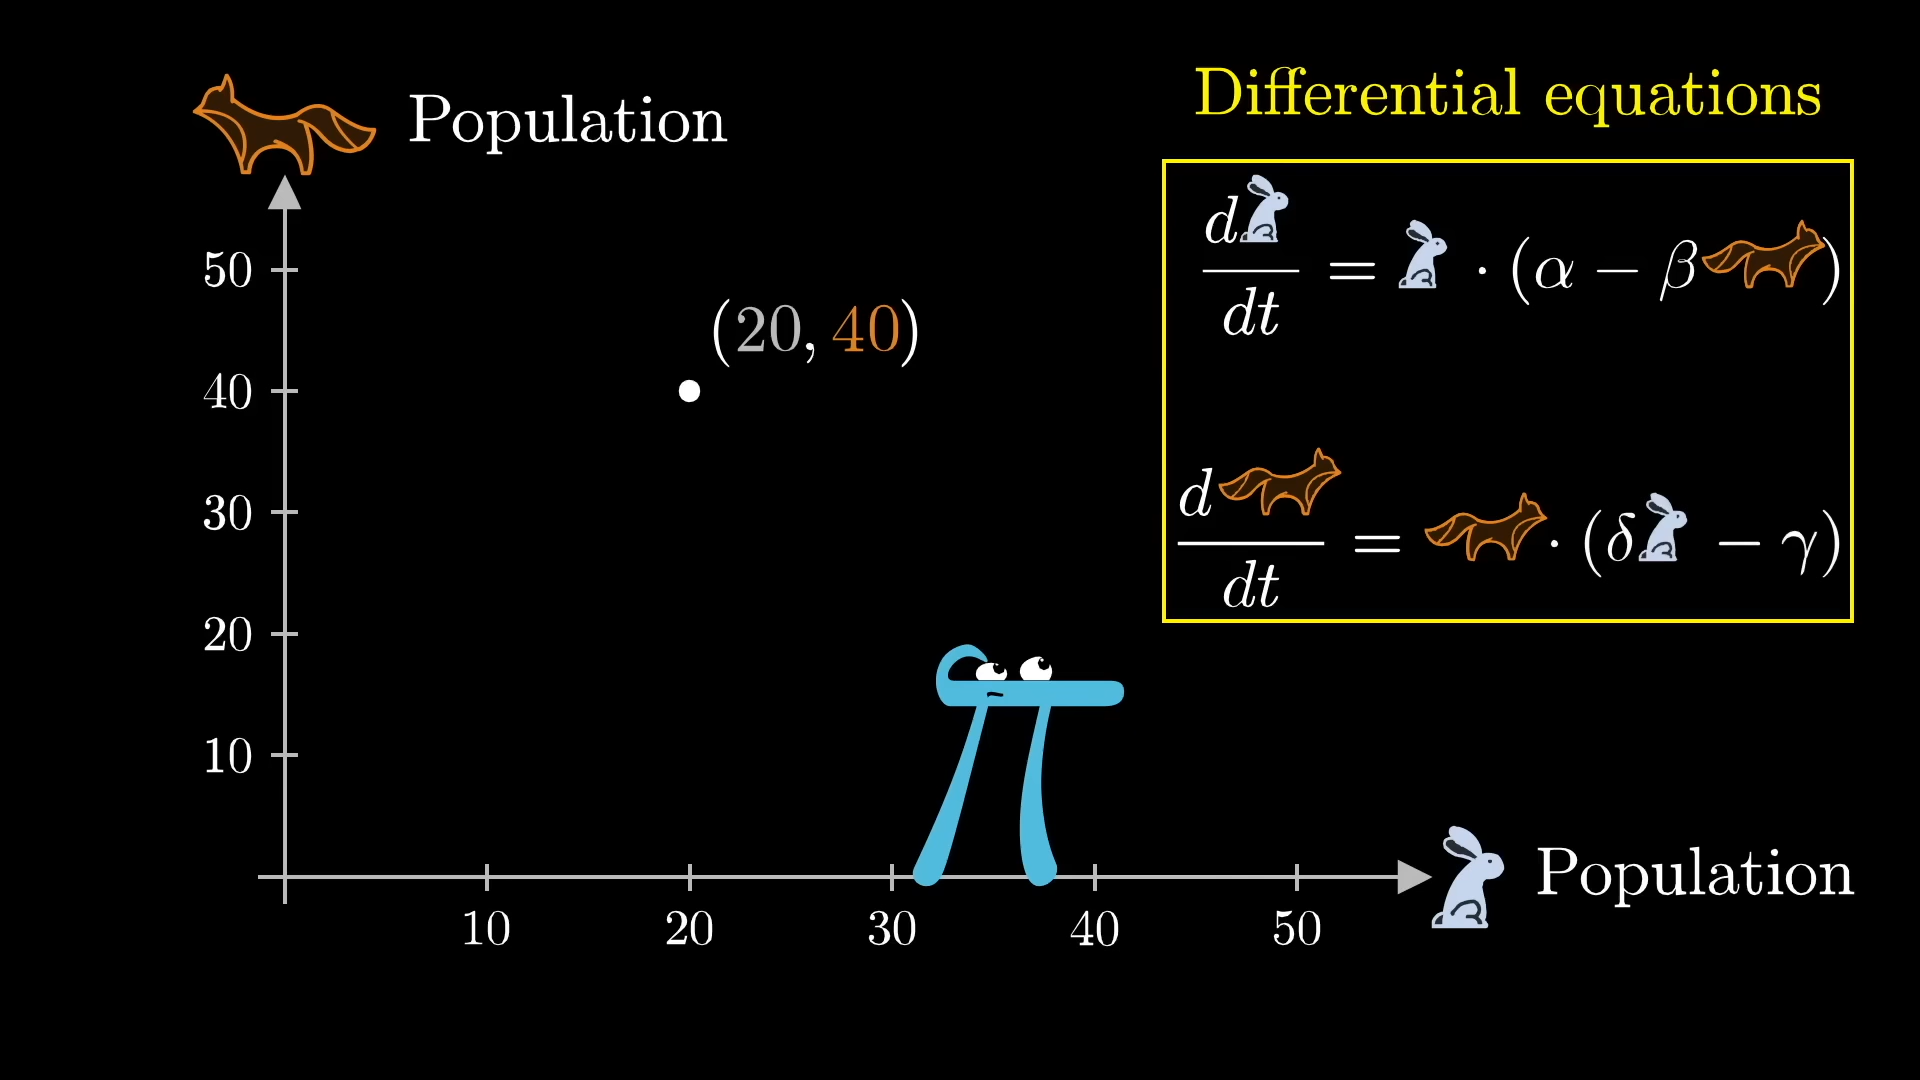 Differential equations
Population
d/dt = · (α − β)
50
(20, 40)
40
d/dt = · (δ − γ)
30
20
10
Population
10 20 30 40 50